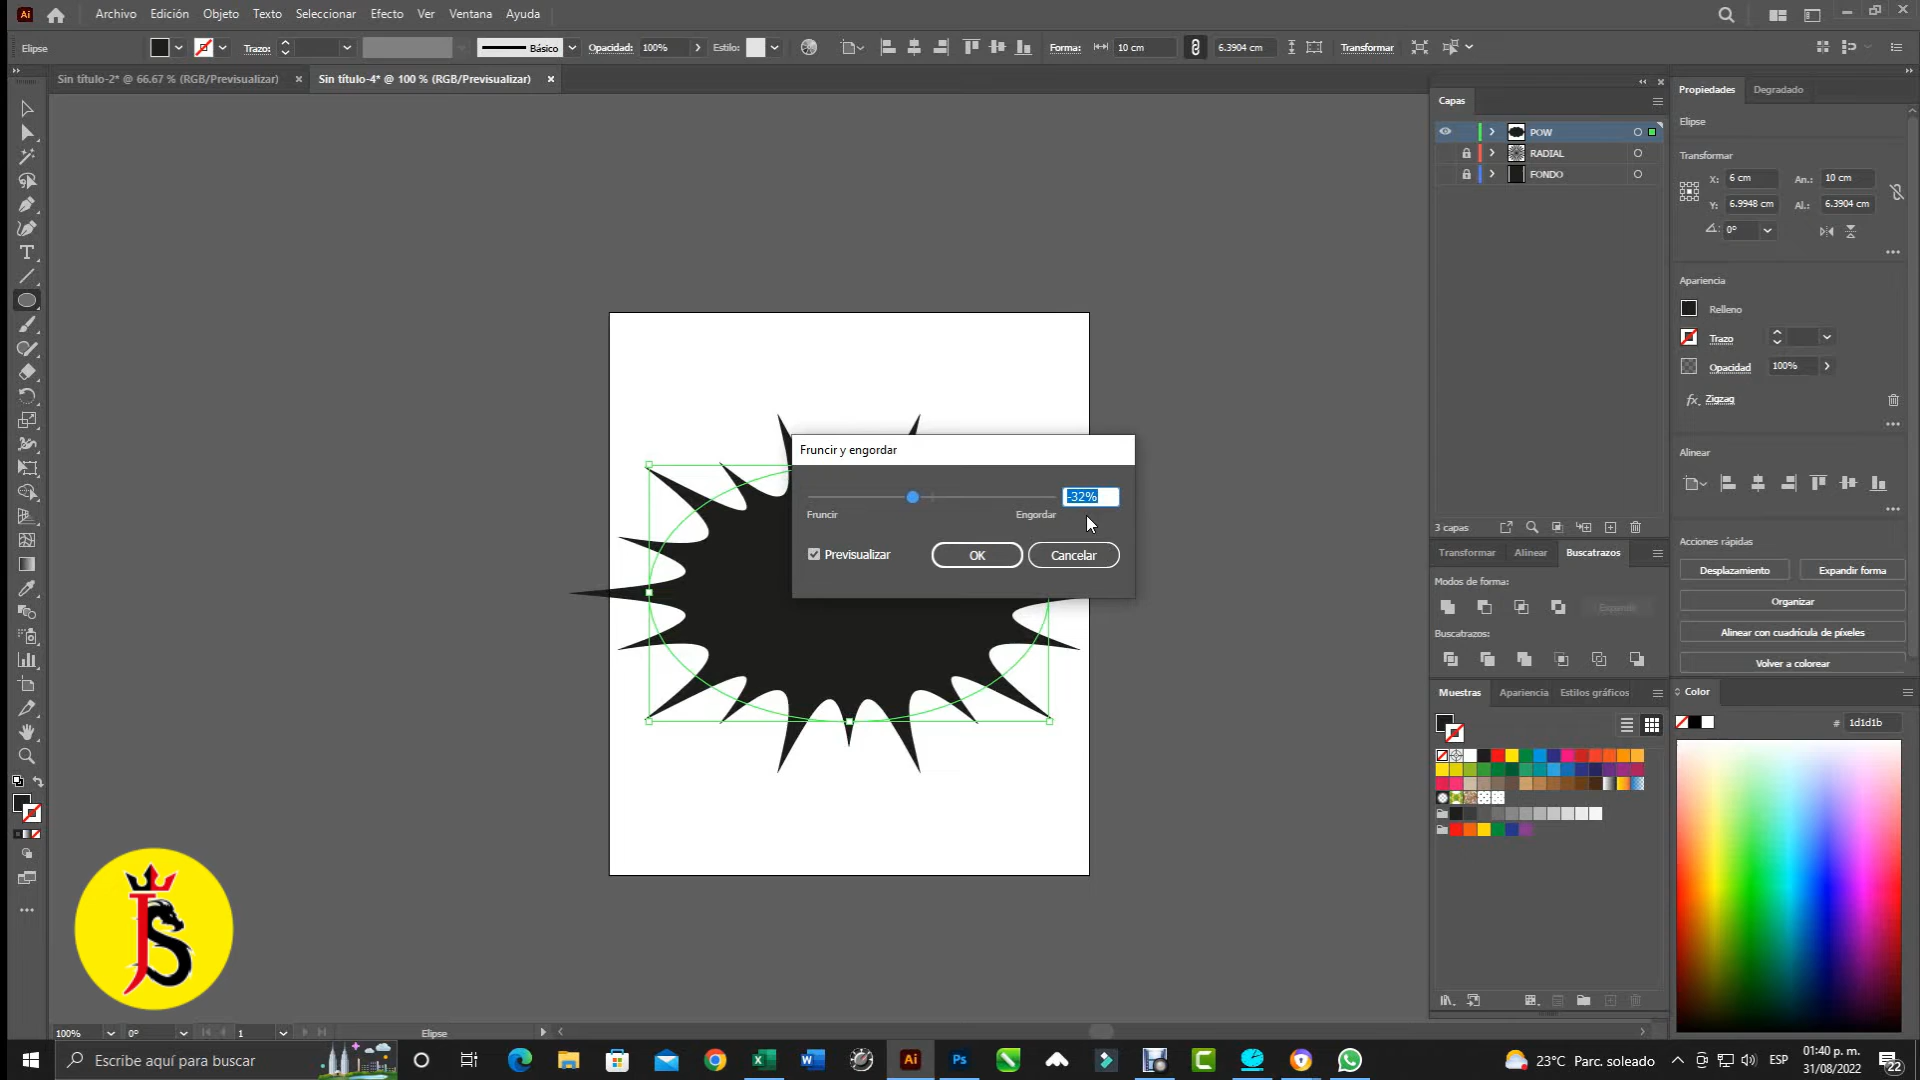 Ai Archivo Edición Objeto Texto Seleccionar Efecto Ver Ventana Ayuda
Elipse Trazo: Básico Opacidad: 100% Estilo: Forma: 10 cm 6.3904 cm Transformar
Sin título-2* @ 66.67 % (RGB/Previsualizar) Sin título-4* @ 100 % (RGB/Previsualizar)
Capas
POW
RADIAL
FONDO
3 capas
Propiedades Degradado
Elipse
Transformar
X: 6 cm An.: 10 cm
Y: 6.9948 cm Al.: 6.3904 cm
0°
Apariencia
Relleno
Trazo
Opacidad 100%
fx Zigzag
Alinear
Acciones rápidas
Desplazamiento Expandir forma
Organizar
Alinear con cuadrícula de píxeles
Volver a colorear
Fruncir y engordar
-32%
Fruncir Engordar
Previsualizar OK Cancelar
Transformar Alinear Buscatrazos
Modos de forma:
Buscatrazos:
Muestras Apariencia Estilos gráficos
Color
# 1d1d1b
JS
100% 0° 1 Elipse
Escribe aquí para buscar
Ai Ps
23°C Parc. soleado ESP 01:40 p. m.
31/08/2022 22